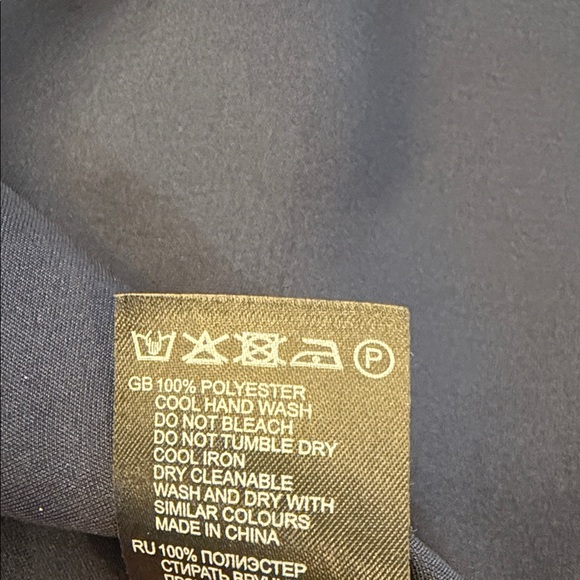 P
GB 100% POLYESTER
COOL HAND WASH
DO NOT BLEACH
DO NOT TUMBLE DRY
COOL IRON
DRY CLEANABLE
WASH AND DRY WITH
SIMILAR COLOURS
MADE IN CHINA
RU 100% ПОЛИЭСТЕР
СТИРАТЬ